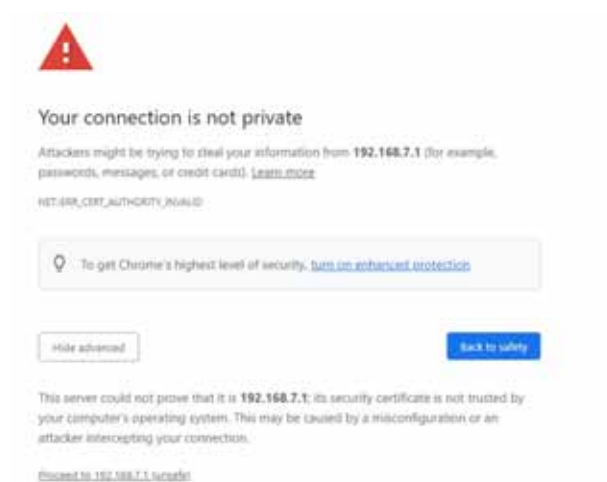 Your connection is not private
Attackers might be trying to steal your information from 192.168.7.1 (for example,
passwords, messages, or credit cards). Learn more
NET::ERR_CERT_AUTHORITY_INVALID
To get Chrome's highest level of security, turn on enhanced protection
Hide advanced
Back to safety
This server could not prove that it is 192.168.7.1; its security certificate is not trusted by
your computer's operating system. This may be caused by a misconfiguration or an
attacker intercepting your connection.
Proceed to 192.168.7.1 (unsafe)